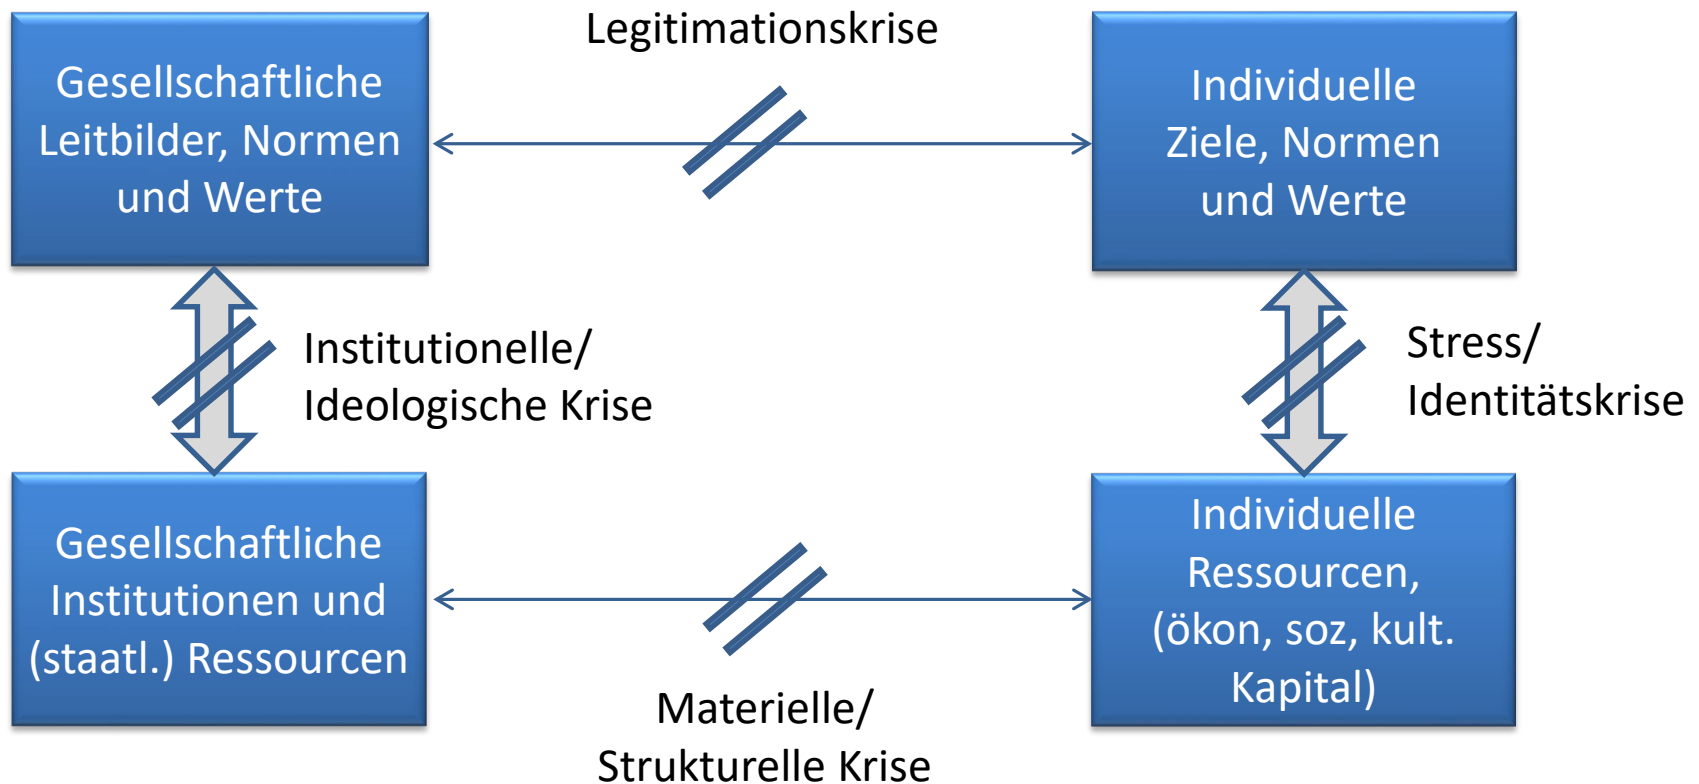 Legitimationskrise
Gesellschaftliche
Leitbilder, Normen
und Werte
Individuelle
Ziele, Normen
und Werte
Institutionelle/
Ideologische Krise
Stress/
Identitätskrise
Gesellschaftliche
Institutionen und
(staatl.) Ressourcen
Individuelle
Ressourcen,
(ökon, soz, kult.
Kapital)
Materielle/
Strukturelle Krise